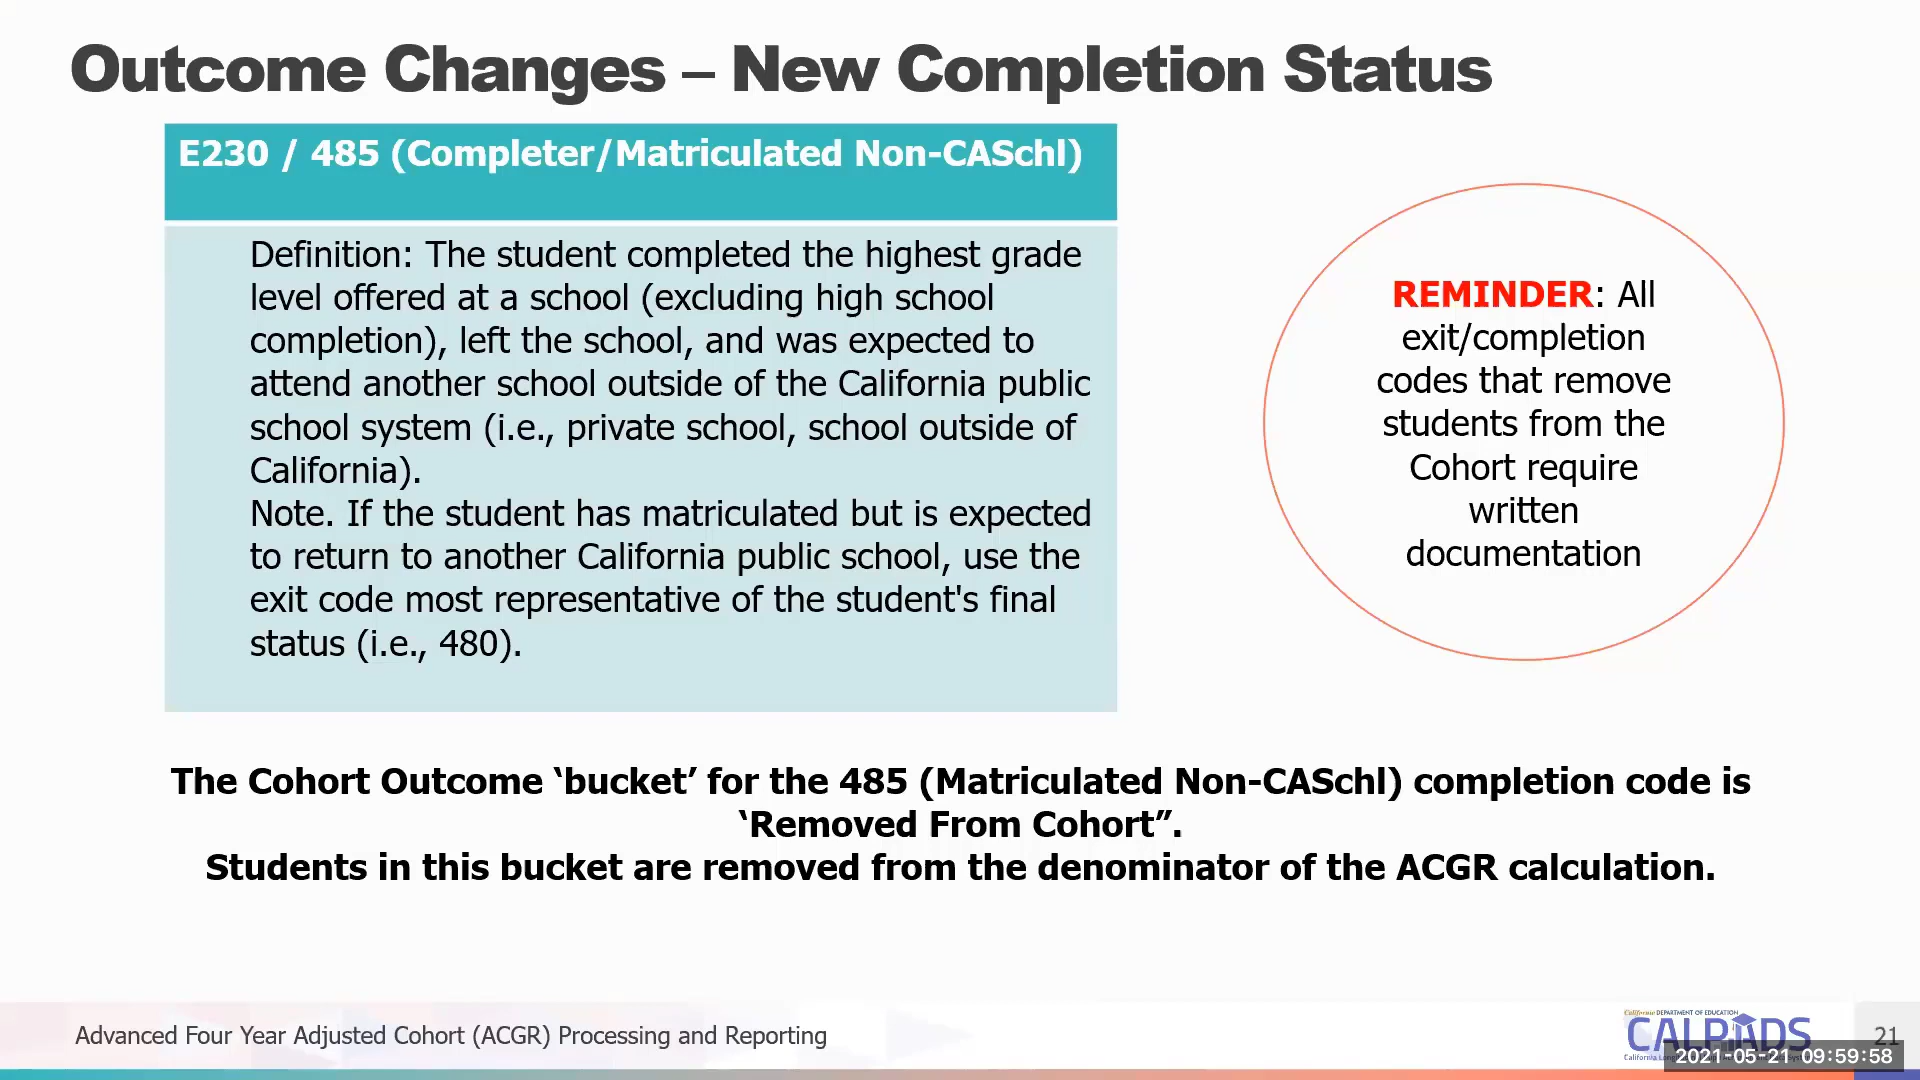 Outcome Changes – New Completion Status
E230 / 485 (Completer/Matriculated Non-CASchl)
Definition: The student completed the highest grade
level offered at a school (excluding high school
completion), left the school, and was expected to
attend another school outside of the California public
school system (i.e., private school, school outside of
California).
Note. If the student has matriculated but is expected
to return to another California public school, use the
exit code most representative of the student's final
status (i.e., 480).
REMINDER: All
exit/completion
codes that remove
students from the
Cohort require
written
documentation
The Cohort Outcome ‘bucket’ for the 485 (Matriculated Non-CASchl) completion code is
‘Removed From Cohort”.
Students in this bucket are removed from the denominator of the ACGR calculation.
Advanced Four Year Adjusted Cohort (ACGR) Processing and Reporting
California DEPARTMENT OF EDUCATION
CALPADS
21
2021-05-21 09:59:58